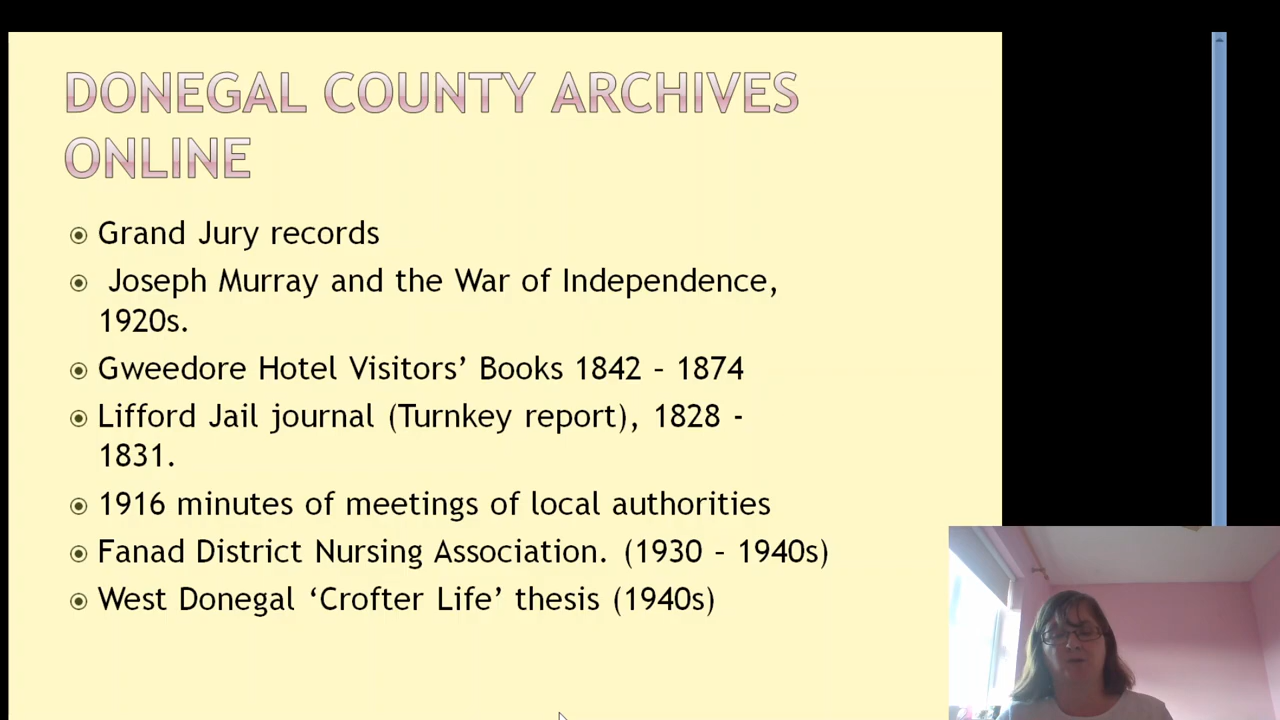 DONEGAL COUNTY ARCHIVES
ONLINE
Grand Jury records
Joseph Murray and the War of Independence,
1920s.
Gweedore Hotel Visitors’ Books 1842 – 1874
Lifford Jail journal (Turnkey report), 1828 -
1831.
1916 minutes of meetings of local authorities
Fanad District Nursing Association. (1930 – 1940s)
West Donegal ‘Crofter Life’ thesis (1940s)